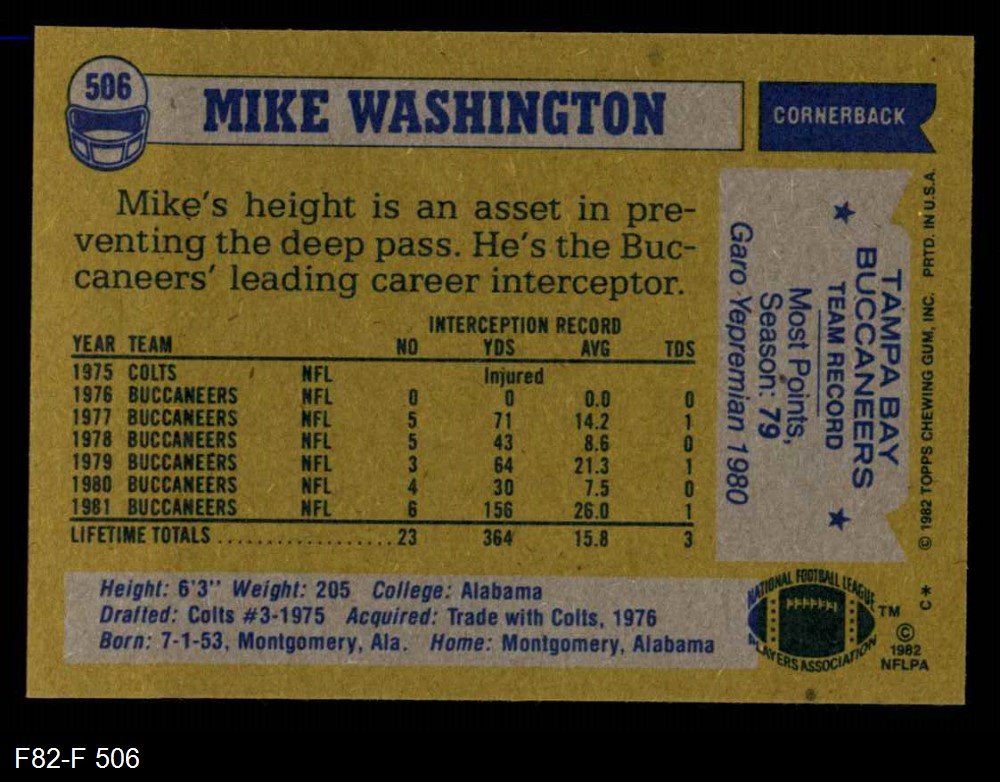 506
MIKE WASHINGTON
CORNERBACK
Mike's height is an asset in pre-
venting the deep pass. He's the Buc-
caneers' leading career interceptor.
INTERCEPTION RECORD
YEAR TEAM NO YDS AVG TDS
1975 COLTS NFL Injured
1976 BUCCANEERS NFL 0 0 0.0 0
1977 BUCCANEERS NFL 5 71 14.2 1
1978 BUCCANEERS NFL 5 43 8.6 0
1979 BUCCANEERS NFL 3 64 21.3 1
1980 BUCCANEERS NFL 4 30 7.5 0
1981 BUCCANEERS NFL 6 156 26.0 1
LIFETIME TOTALS ....................23 364 15.8 3
Height: 6'3" Weight: 205 College: Alabama
Drafted: Colts #3-1975 Acquired: Trade with Colts, 1976
Born: 7-1-53, Montgomery, Ala. Home: Montgomery, Alabama
TAMPA BAY
BUCCANEERS
TEAM RECORD
Most Points,
Season: 79
Garo Yepremian 1980
© 1982 TOPPS CHEWING GUM, INC. PRTD. IN U.S.A.
C*
NATIONAL FOOTBALL LEAGUE
PLAYERS ASSOCIATION
TM
©
1982
NFLPA
F82-F 506